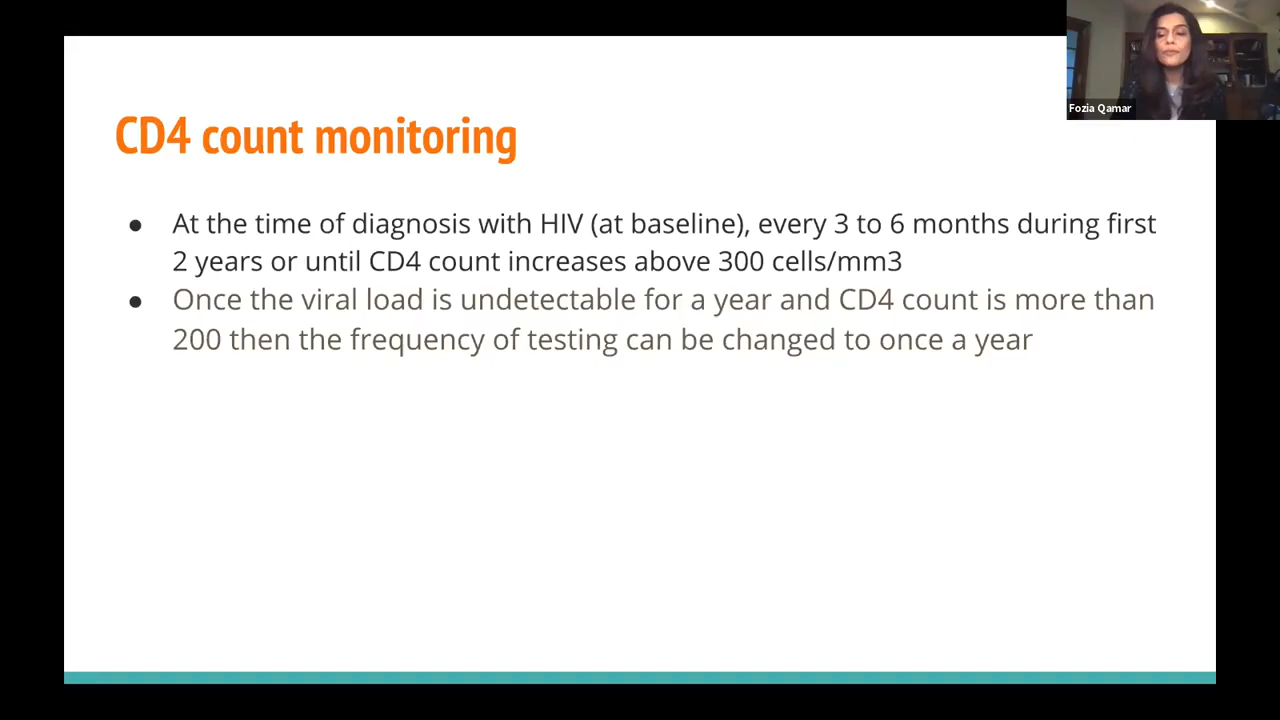 Fozia Qamar
CD4 count monitoring
● At the time of diagnosis with HIV (at baseline), every 3 to 6 months during first
2 years or until CD4 count increases above 300 cells/mm3
● Once the viral load is undetectable for a year and CD4 count is more than
200 then the frequency of testing can be changed to once a year